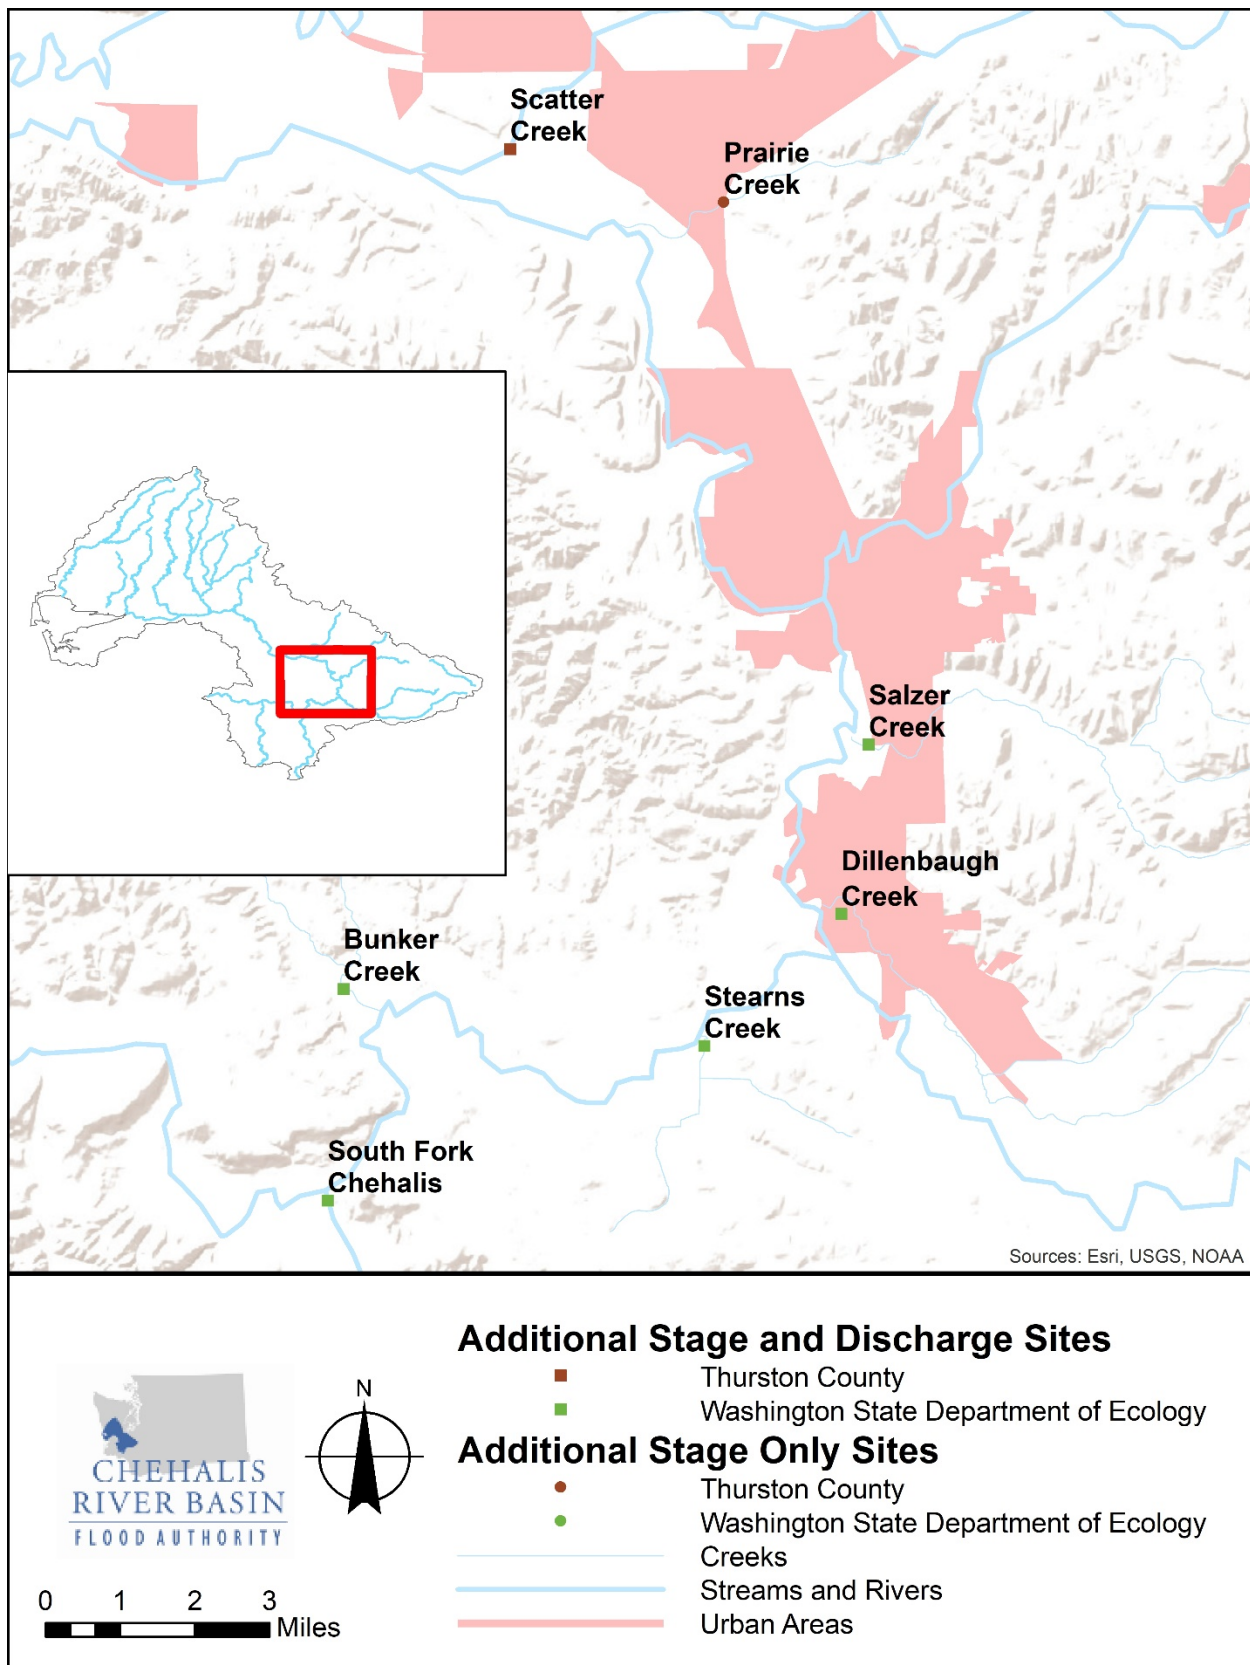 Scatter
Creek
Prairie
Creek
Salzer
Creek
Dillenbaugh
Creek
Bunker
Creek
Stearns
Creek
South Fork
Chehalis
Sources: Esri, USGS, NOAA
Additional Stage and Discharge Sites
Thurston County
Washington State Department of Ecology
Additional Stage Only Sites
Thurston County
Washington State Department of Ecology
Creeks
Streams and Rivers
Urban Areas
CHEHALIS
RIVER BASIN
FLOOD AUTHORITY
N
0 1 2 3
Miles